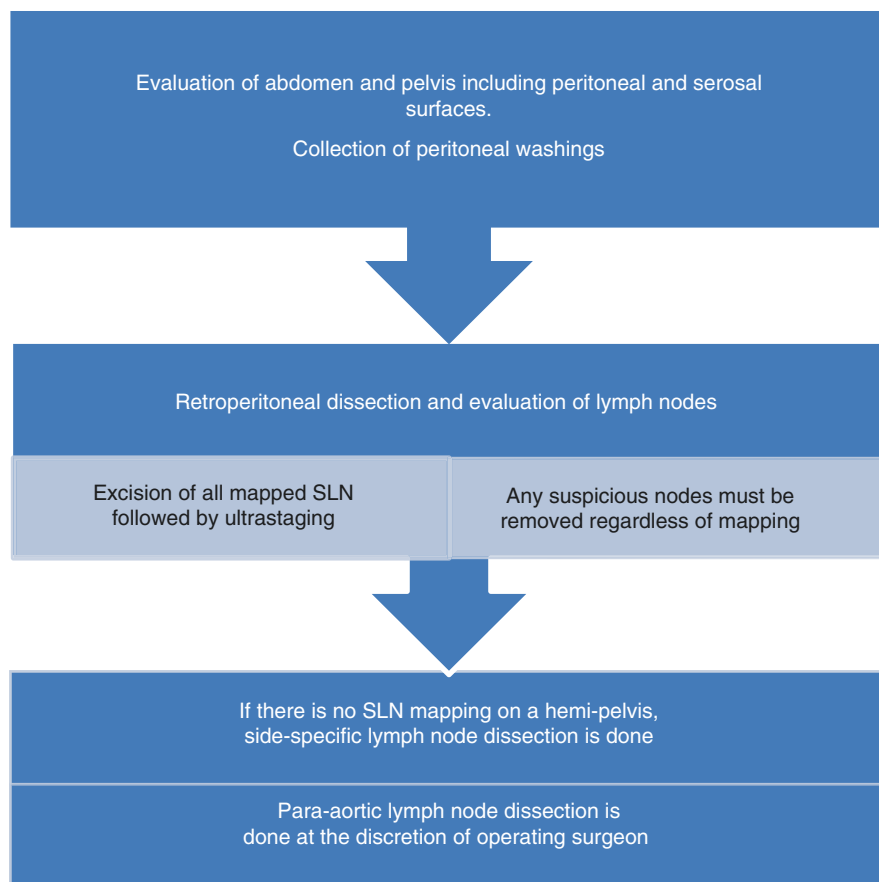 Evaluation of abdomen and pelvis including peritoneal and serosal
surfaces.
Collection of peritoneal washings
Retroperitoneal dissection and evaluation of lymph nodes
Excision of all mapped SLN
followed by ultrastaging
Any suspicious nodes must be
removed regardless of mapping
If there is no SLN mapping on a hemi-pelvis,
side-specific lymph node dissection is done
Para-aortic lymph node dissection is
done at the discretion of operating surgeon